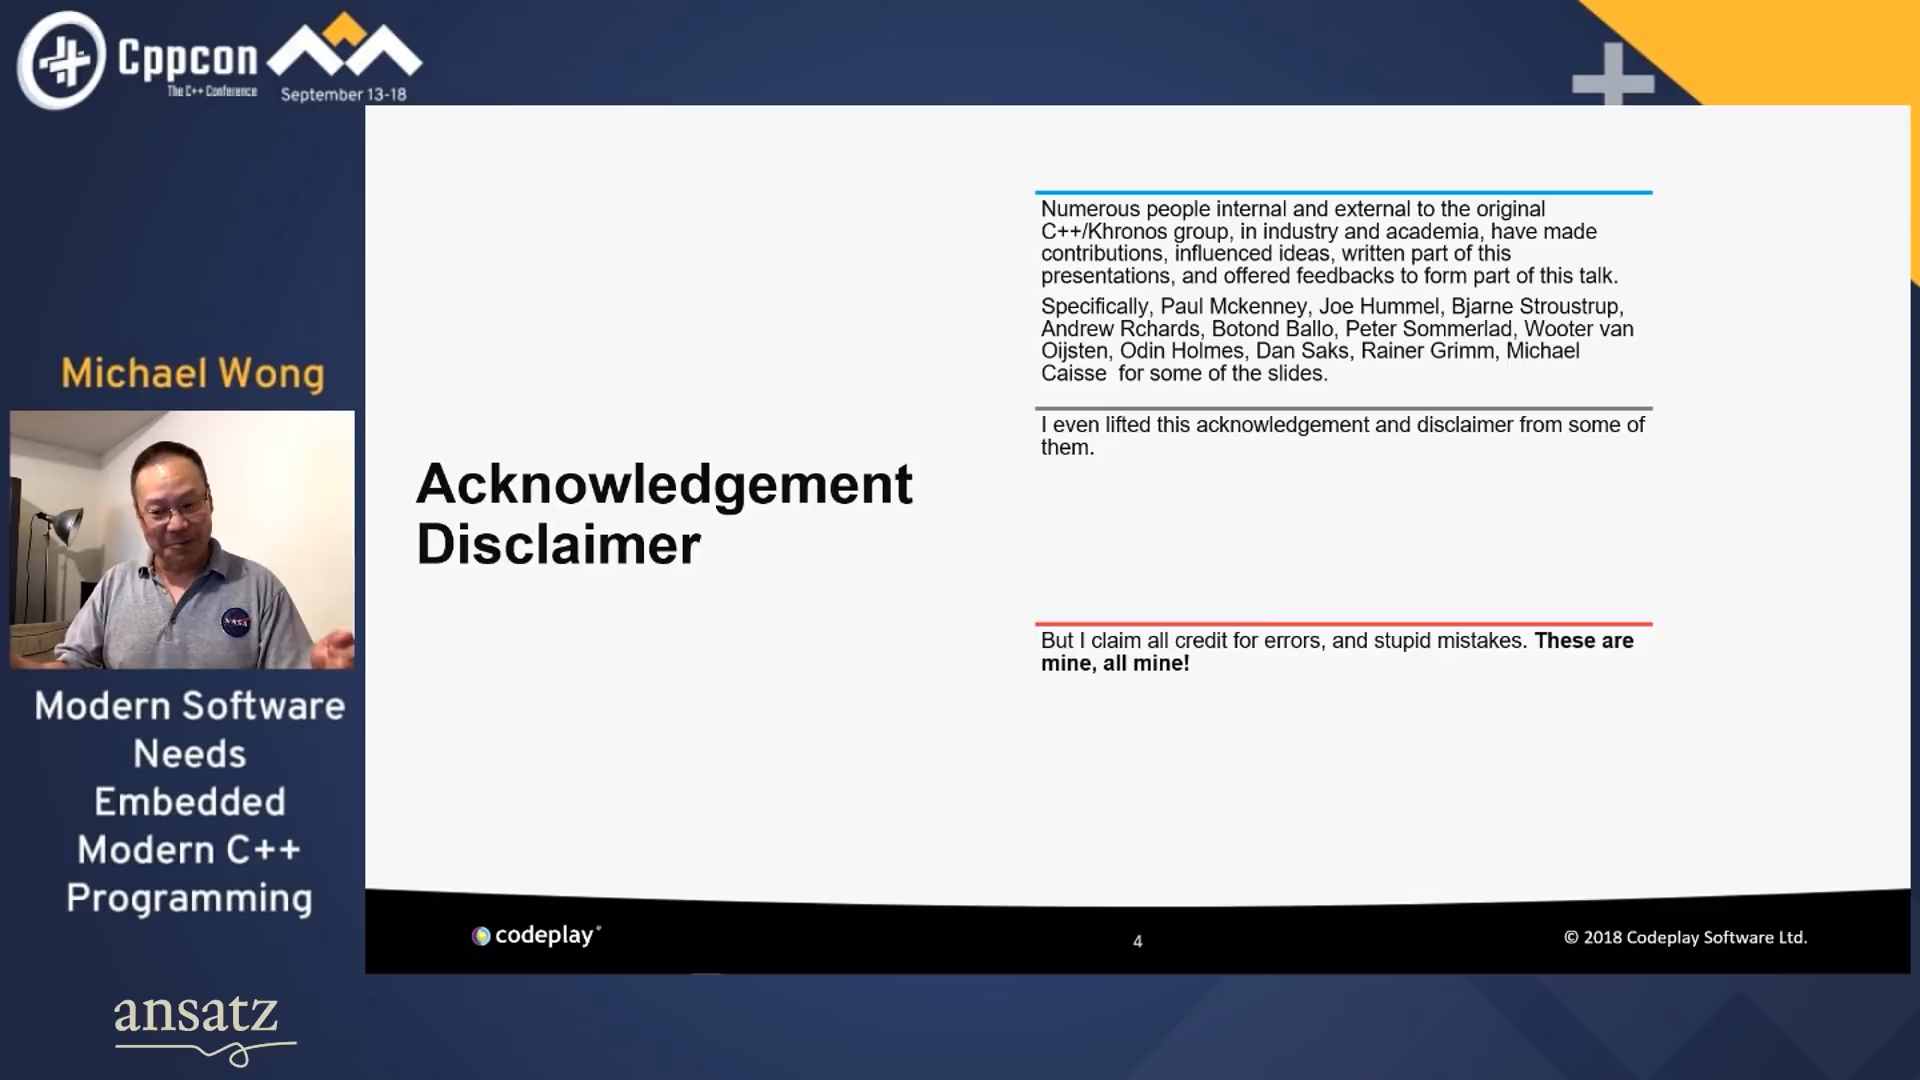 Cppcon
The C++ Conference
September 13-18
Michael Wong
NASA
Modern Software
Needs
Embedded
Modern C++
Programming
ansatz
Acknowledgement
Disclaimer
Numerous people internal and external to the original
C++/Khronos group, in industry and academia, have made
contributions, influenced ideas, written part of this
presentations, and offered feedbacks to form part of this talk.
Specifically, Paul Mckenney, Joe Hummel, Bjarne Stroustrup,
Andrew Rchards, Botond Ballo, Peter Sommerlad, Wooter van
Oijsten, Odin Holmes, Dan Saks, Rainer Grimm, Michael
Caisse for some of the slides.
I even lifted this acknowledgement and disclaimer from some of
them.
But I claim all credit for errors, and stupid mistakes. These are
mine, all mine!
codeplay
4
© 2018 Codeplay Software Ltd.